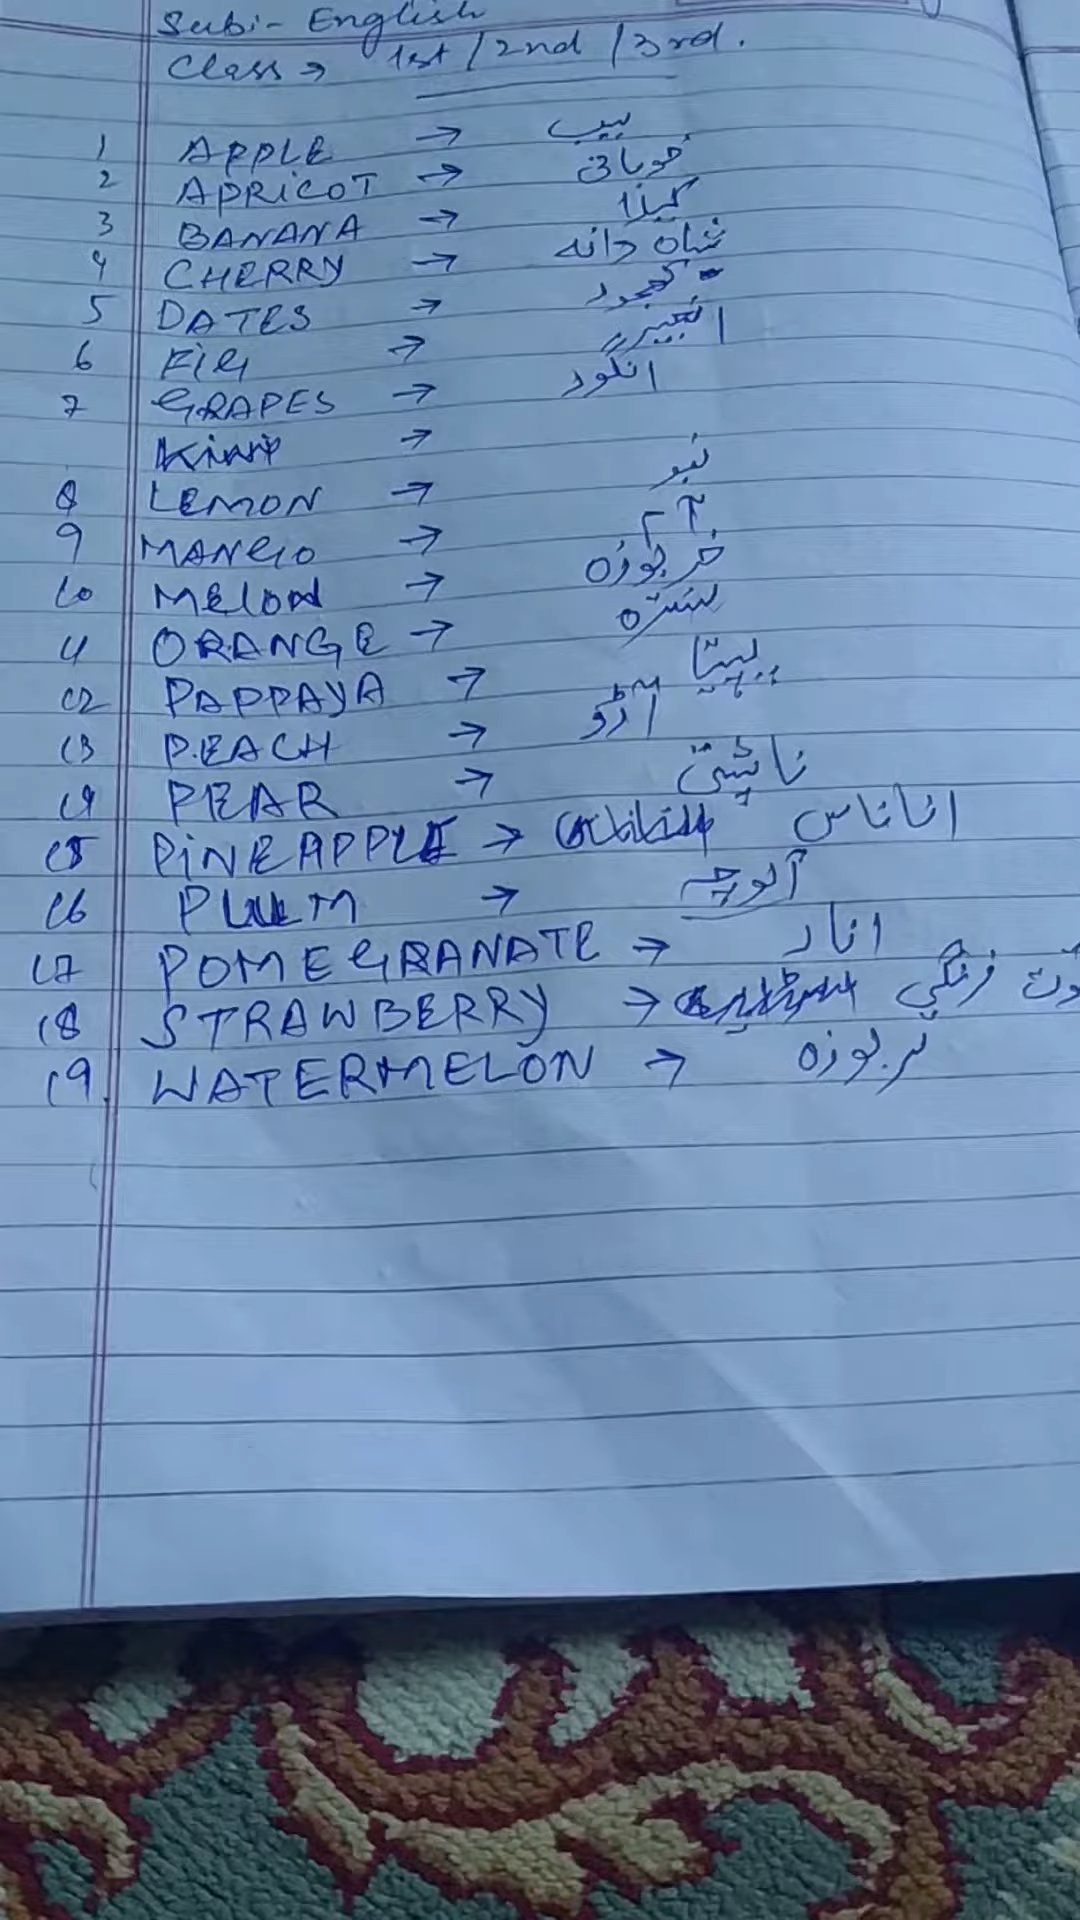 Sub:- English
Class → 1st / 2nd / 3rd.
1 APPLE → سیب
2 APRICOT → خوبانی
3 BANANA → کیلا
4 CHERRY → شاہ دانہ
5 DATES → کھجور
6 FIG → انجیر
7 GRAPES → انگور
Kiwi →
8 LEMON → نیبو
9 MANGO → آم
10 MELON → خربوزہ
11 ORANGE → سنترہ
12 PAPPAYA → پپیتا
13 PEACH → آڑو
14 PEAR →
15 PINEAPPLE → اناناس
16 PLUM → آلوچہ
17 POMEGRANATE → انار
18 STRAWBERRY → فرنگی
19. WATERMELON → تربوزہ